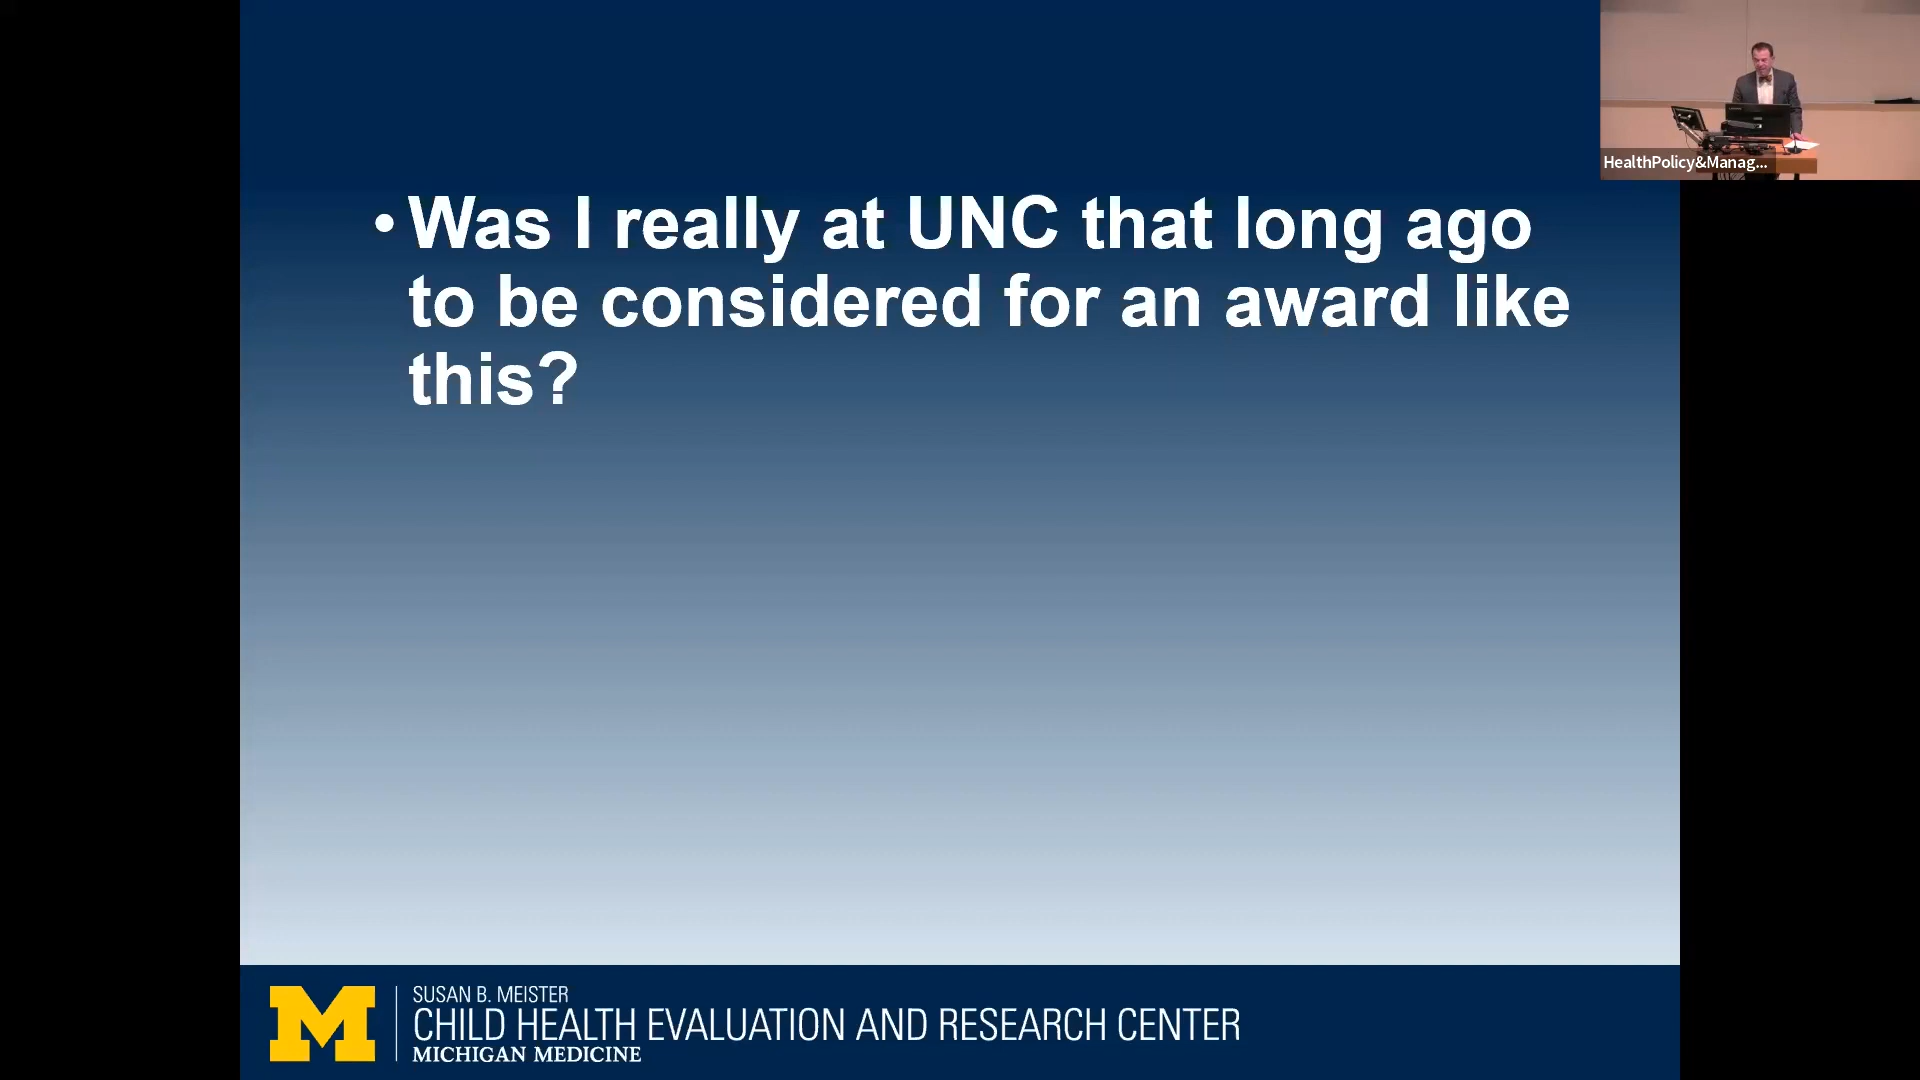 • Was I really at UNC that long ago
to be considered for an award like
this?
HealthPolicy&Manag...
M
SUSAN B. MEISTER
CHILD HEALTH EVALUATION AND RESEARCH CENTER
MICHIGAN MEDICINE